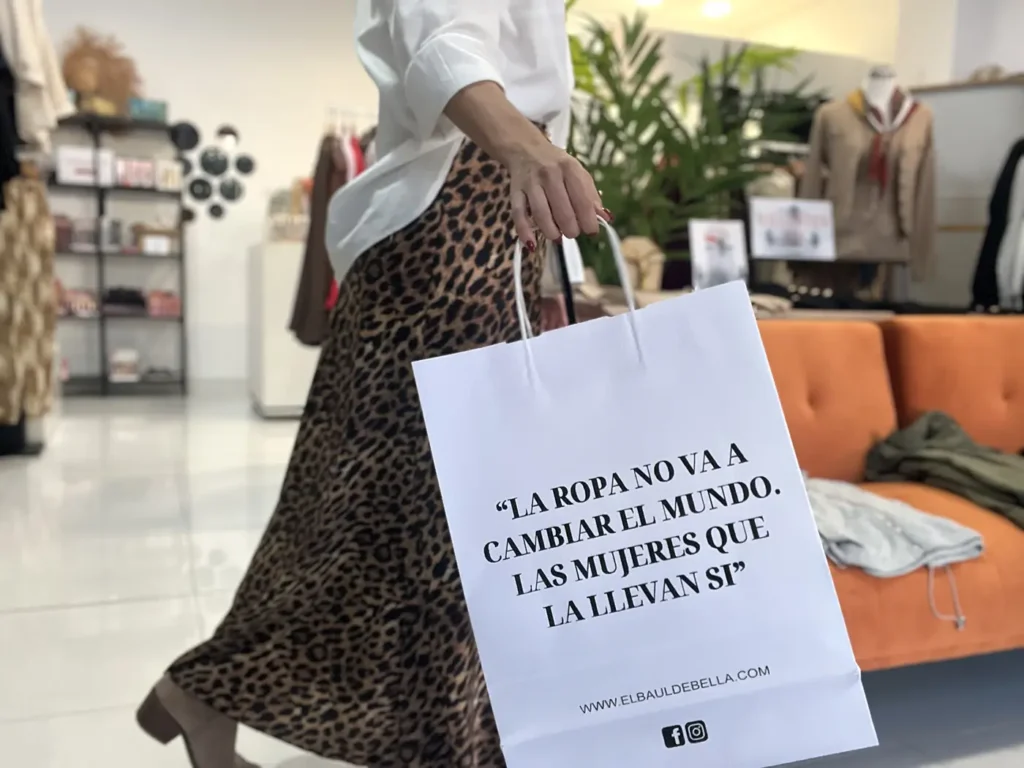 “LA ROPA NO VA A
CAMBIAR EL MUNDO.
LAS MUJERES QUE
LA LLEVAN SI”
WWW.ELBAULDEBELLA.COM